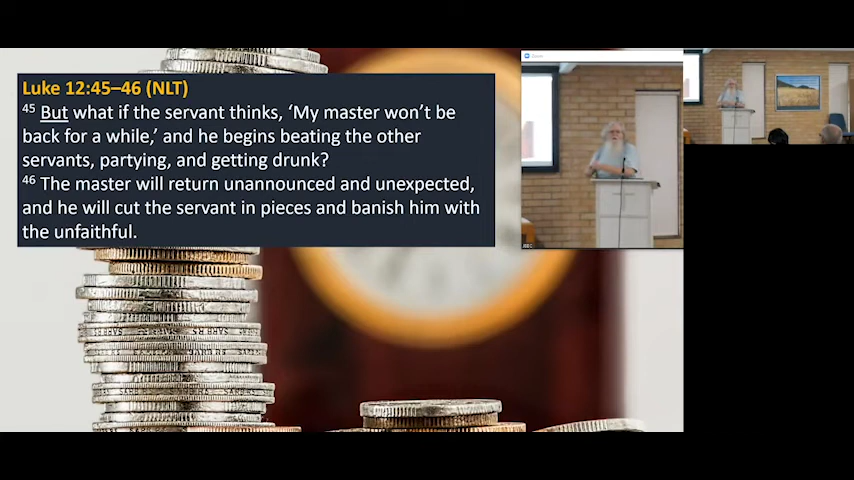 Luke 12:45–46 (NLT)
45 But what if the servant thinks, ‘My master won’t be
back for a while,’ and he begins beating the other
servants, partying, and getting drunk?
46 The master will return unannounced and unexpected,
and he will cut the servant in pieces and banish him with
the unfaithful.
Zoom